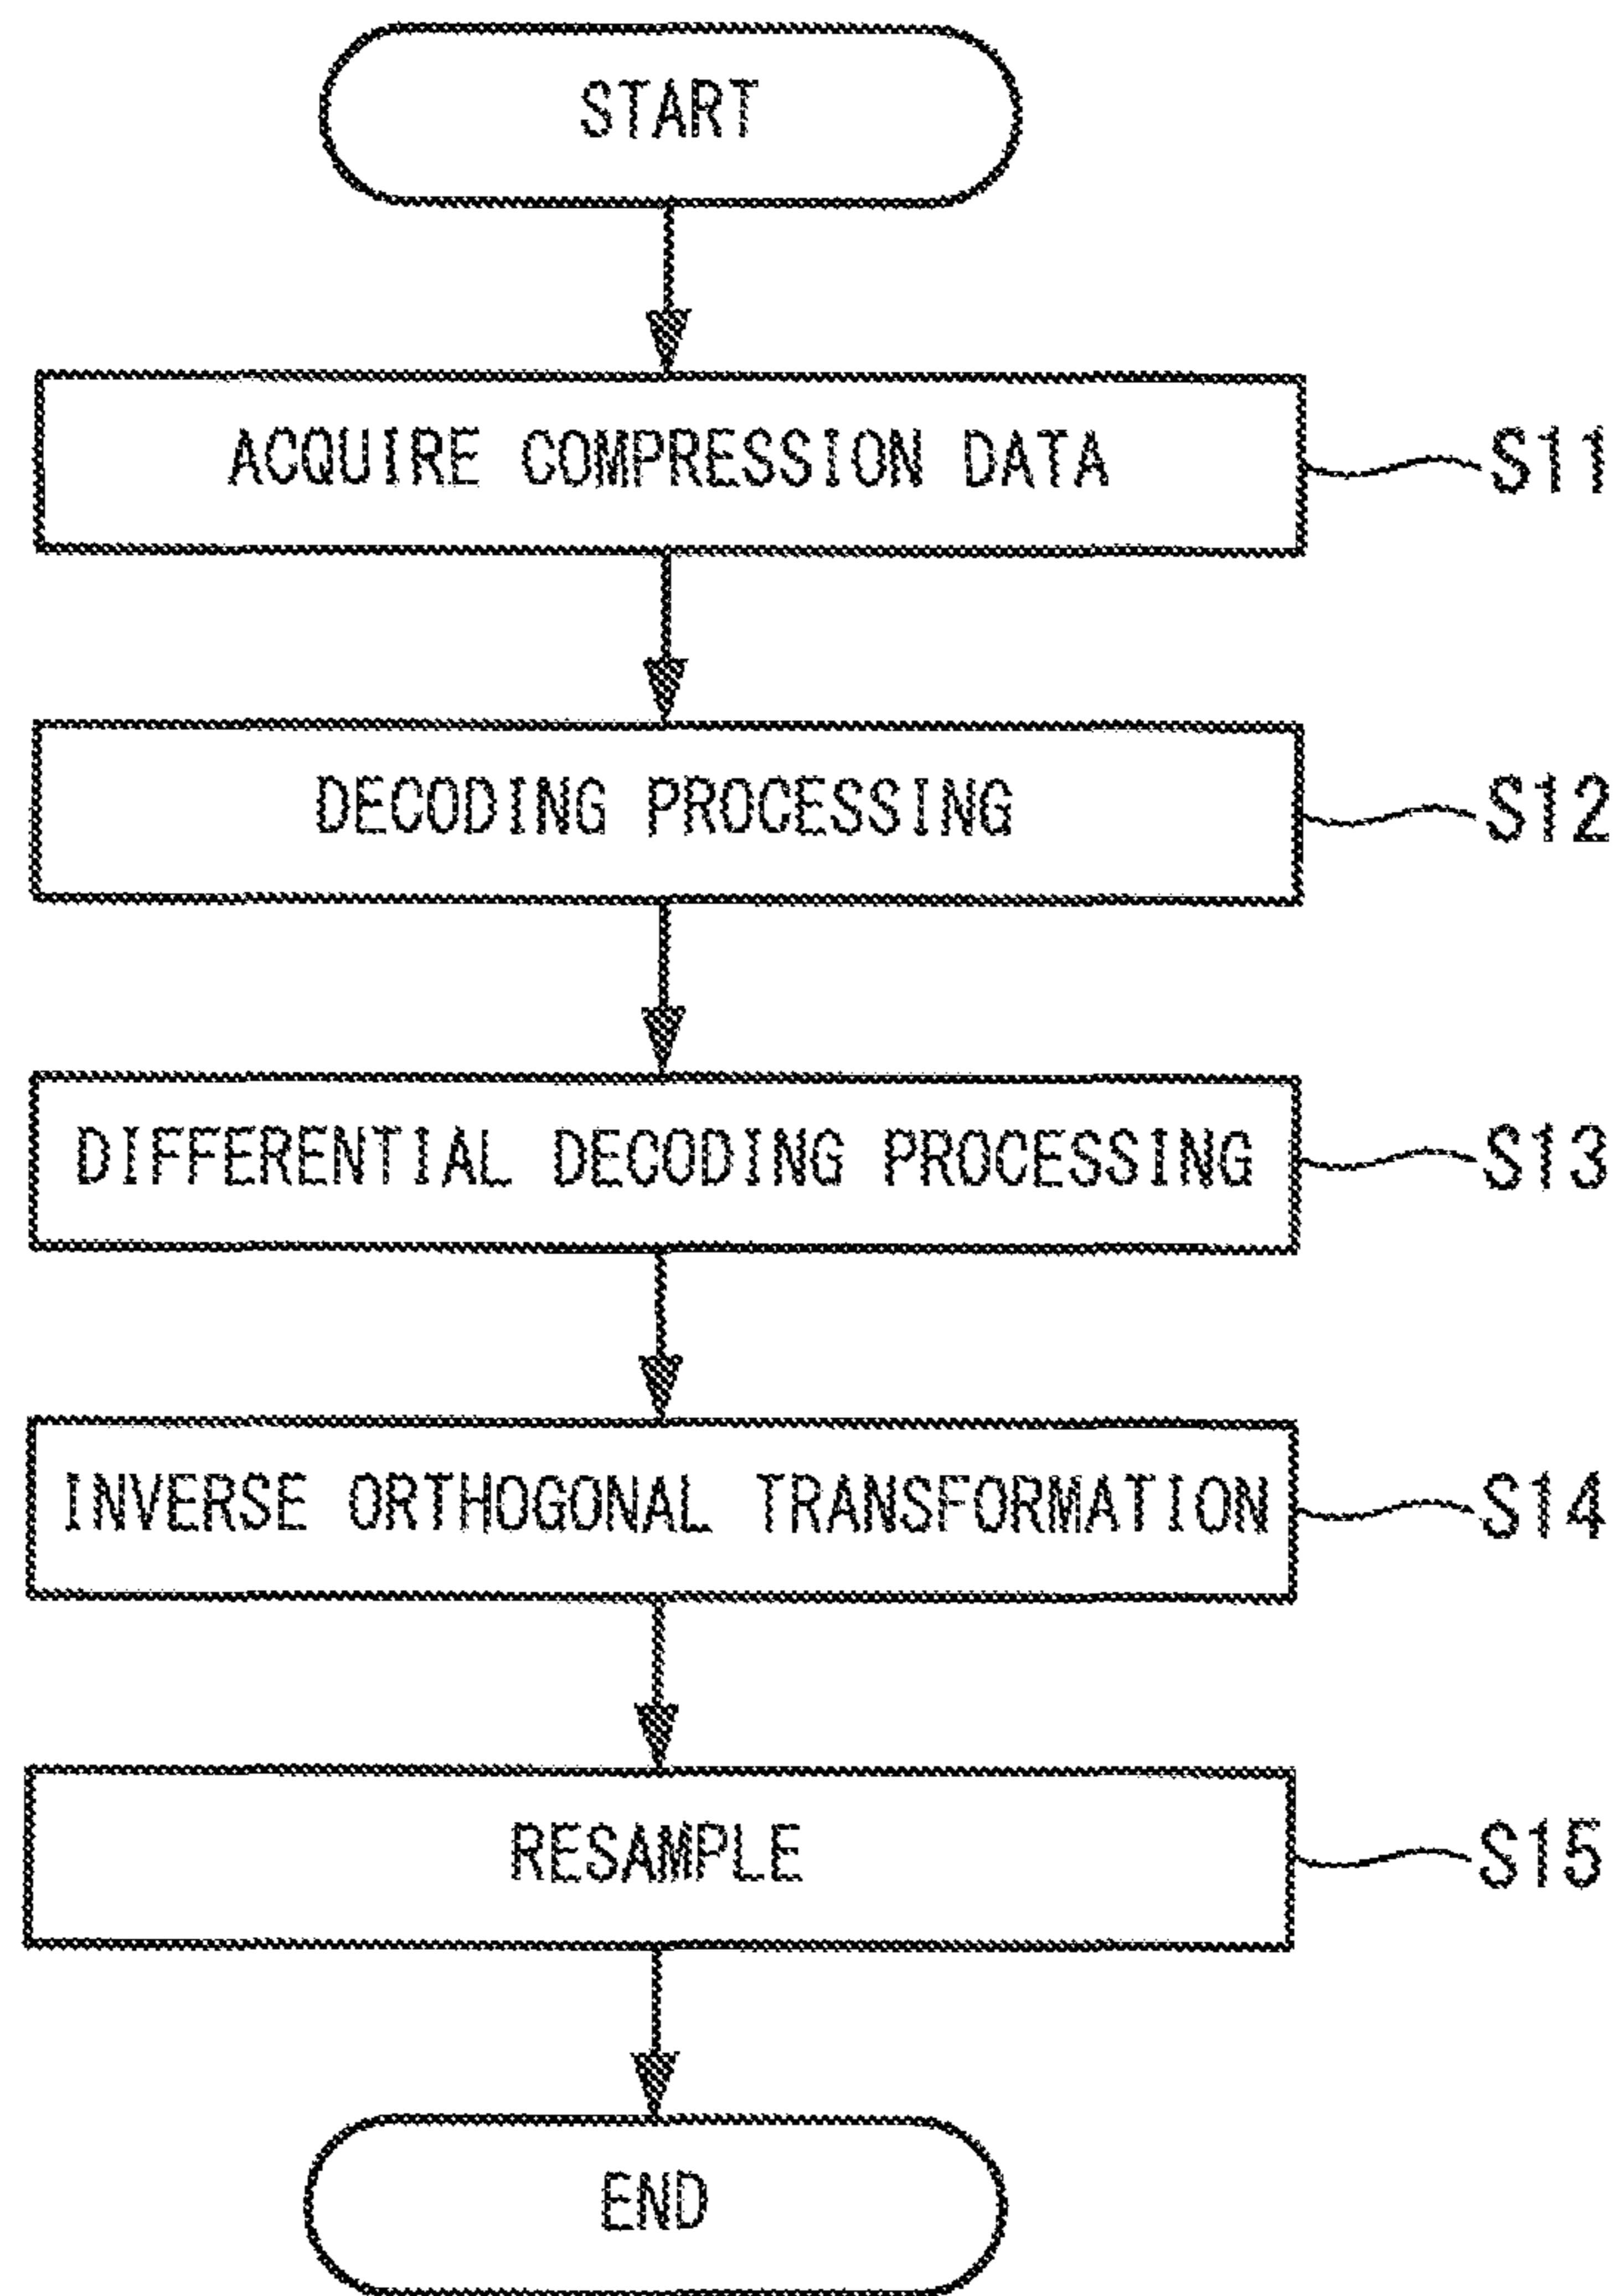 START
ACQUIRE COMPRESSION DATA S11
DECODING PROCESSING S12
DIFFERENTIAL DECODING PROCESSING S13
INVERSE ORTHOGONAL TRANSFORMATION S14
RESAMPLE S15
END